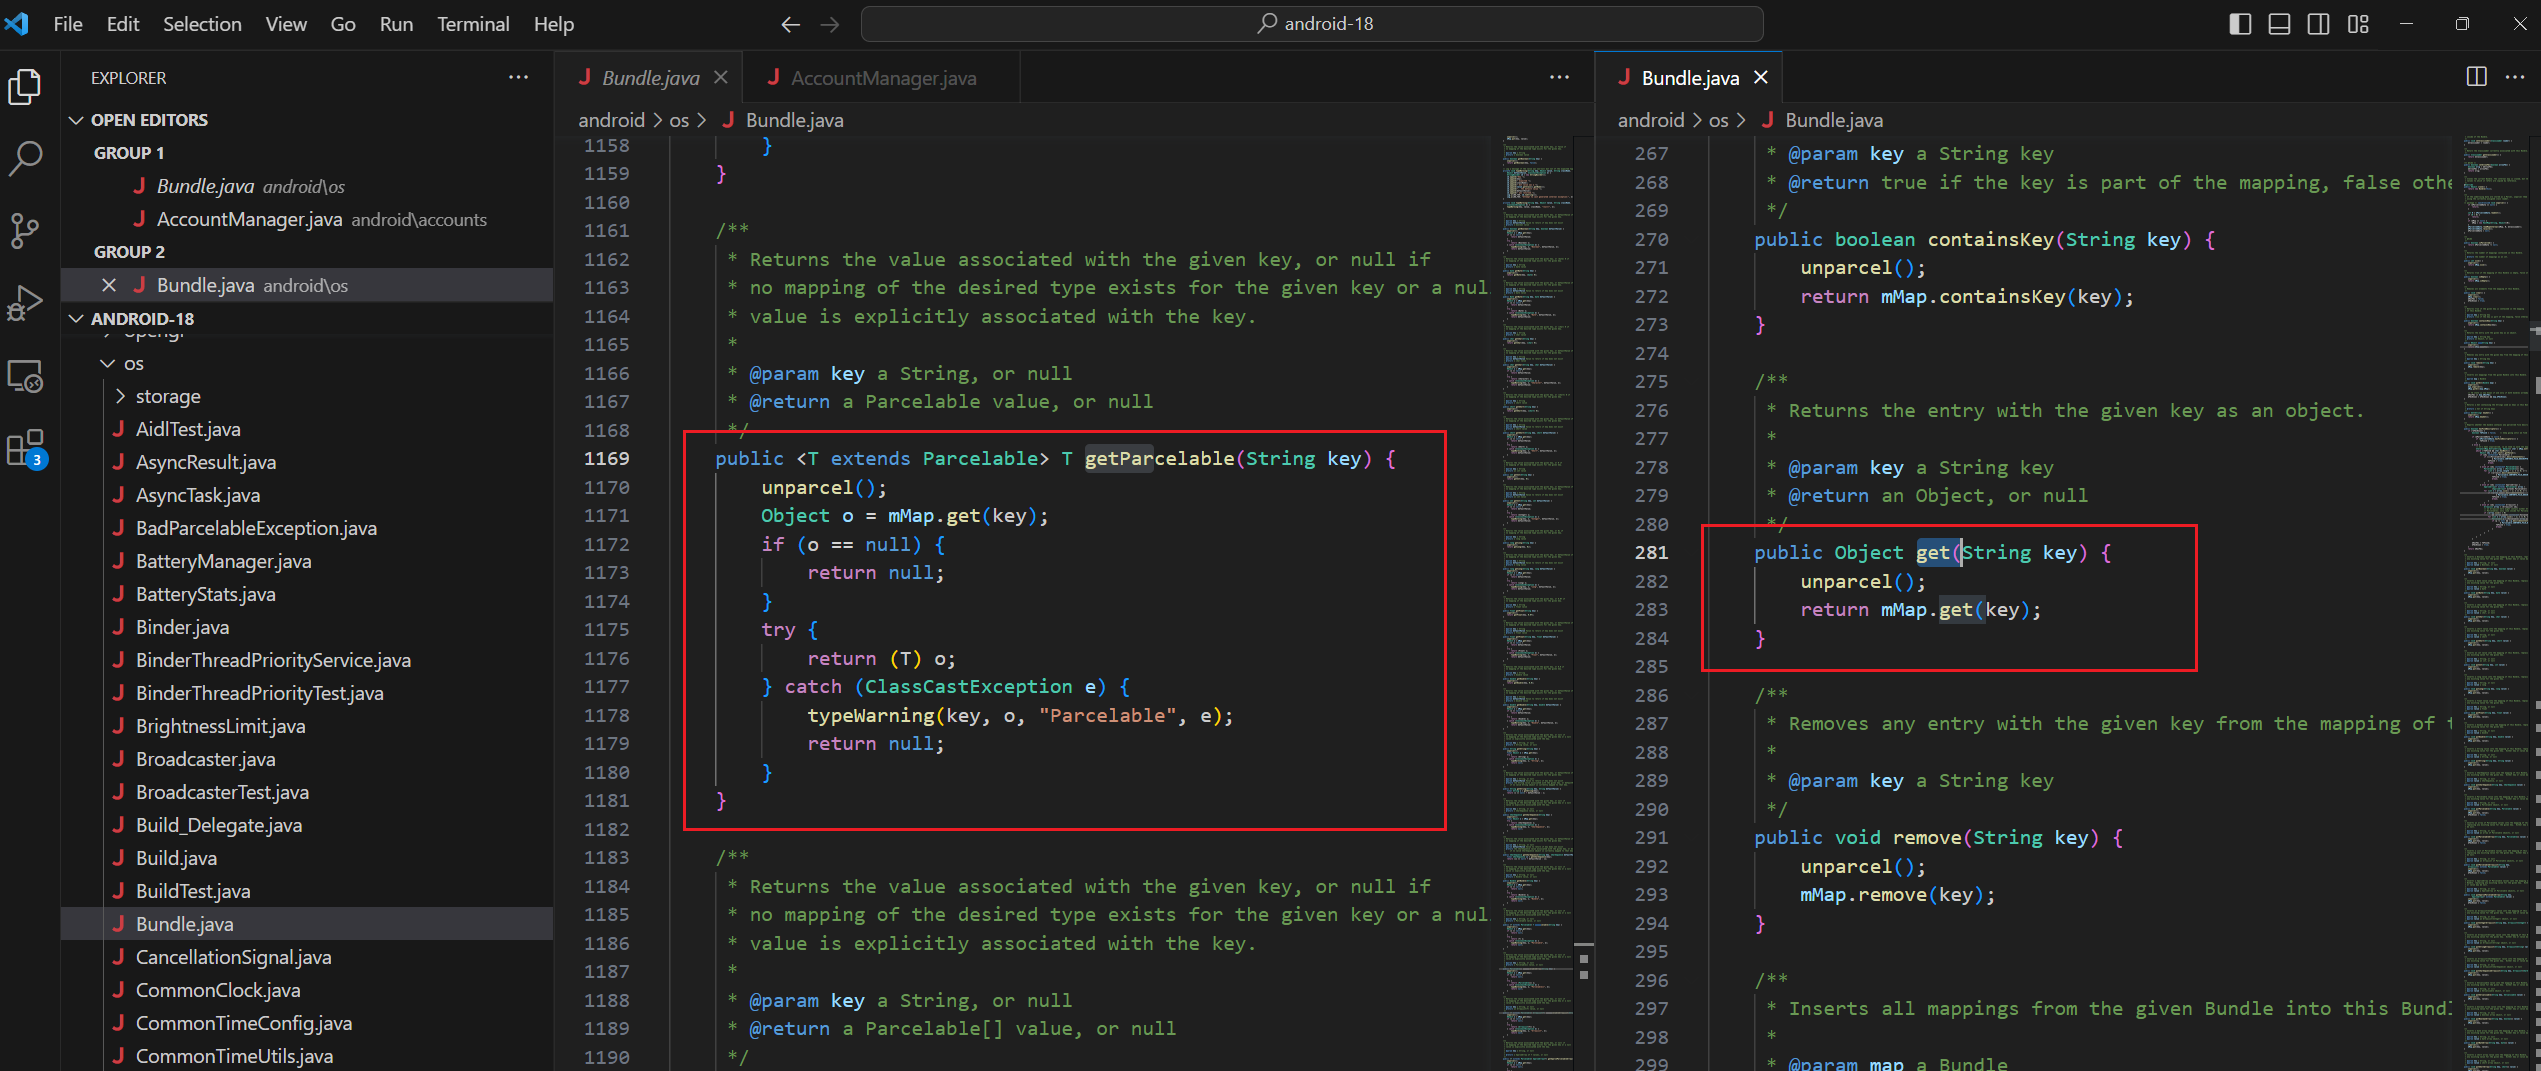 File Edit Selection View Go Run Terminal Help
android-18
EXPLORER
OPEN EDITORS
GROUP 1
Bundle.java android\os
AccountManager.java android\accounts
GROUP 2
Bundle.java android\os
ANDROID-18
os
storage
AidlTest.java
AsyncResult.java
AsyncTask.java
BadParcelableException.java
BatteryManager.java
BatteryStats.java
Binder.java
BinderThreadPriorityService.java
BinderThreadPriorityTest.java
BrightnessLimit.java
Broadcaster.java
BroadcasterTest.java
Build_Delegate.java
Build.java
BuildTest.java
Bundle.java
CancellationSignal.java
CommonClock.java
CommonTimeConfig.java
CommonTimeUtils.java
3
Bundle.java AccountManager.java
android > os > Bundle.java
1158 }
1159 }
1160
1161 /**
1162 * Returns the value associated with the given key, or null if
1163 * no mapping of the desired type exists for the given key or a nul
1164 * value is explicitly associated with the key.
1165 *
1166 * @param key a String, or null
1167 * @return a Parcelable value, or null
1168 */
1169 public <T extends Parcelable> T getParcelable(String key) {
1170 unparcel();
1171 Object o = mMap.get(key);
1172 if (o == null) {
1173 return null;
1174 }
1175 try {
1176 return (T) o;
1177 } catch (ClassCastException e) {
1178 typeWarning(key, o, "Parcelable", e);
1179 return null;
1180 }
1181 }
1182
1183 /**
1184 * Returns the value associated with the given key, or null if
1185 * no mapping of the desired type exists for the given key or a nul
1186 * value is explicitly associated with the key.
1187 *
1188 * @param key a String, or null
1189 * @return a Parcelable[] value, or null
1190 */
Bundle.java
android > os > Bundle.java
267 * @param key a String key
268 * @return true if the key is part of the mapping, false othe
269 */
270 public boolean containsKey(String key) {
271 unparcel();
272 return mMap.containsKey(key);
273 }
274
275 /**
276 * Returns the entry with the given key as an object.
277 *
278 * @param key a String key
279 * @return an Object, or null
280 */
281 public Object get(String key) {
282 unparcel();
283 return mMap.get(key);
284 }
285
286 /**
287 * Removes any entry with the given key from the mapping of t
288 *
289 * @param key a String key
290 */
291 public void remove(String key) {
292 unparcel();
293 mMap.remove(key);
294 }
295
296 /**
297 * Inserts all mappings from the given Bundle into this Bundl
298 *
299 * @param map a Bundle